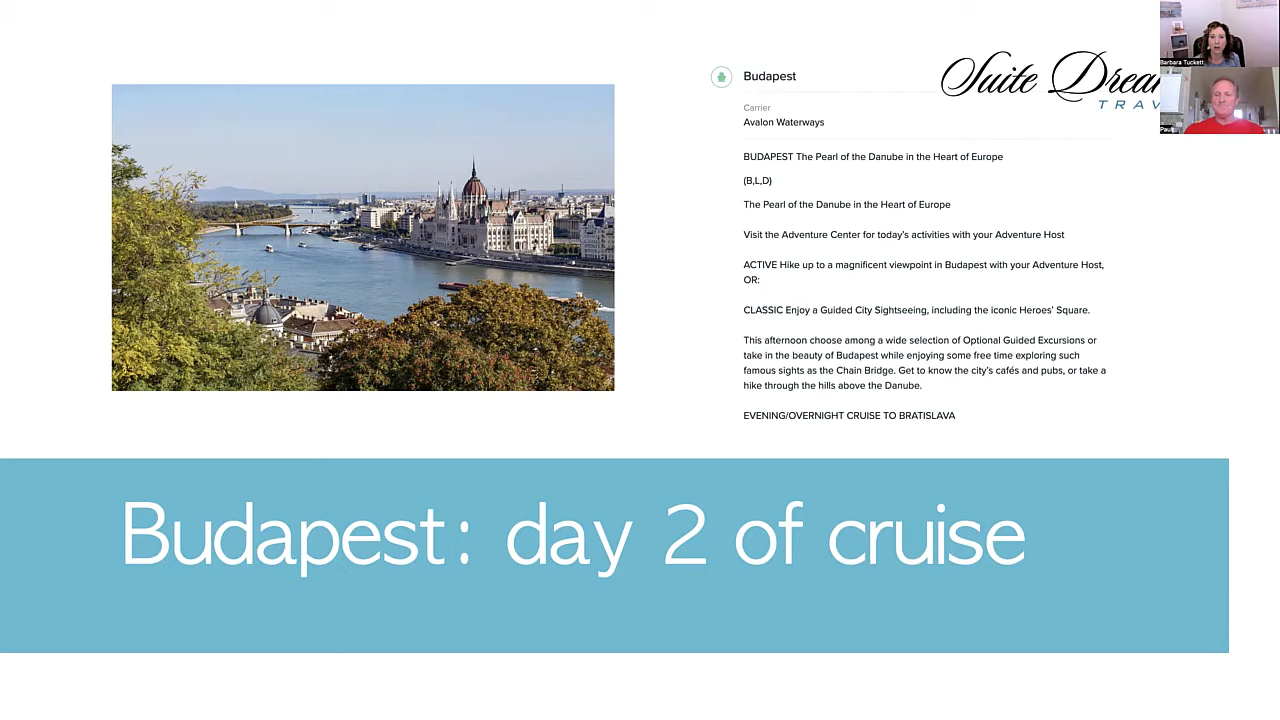 Budapest
Suite Drea
TRAV
Barbara Tuckett
Paul
Carrier
Avalon Waterways
BUDAPEST The Pearl of the Danube in the Heart of Europe
(B,L,D)
The Pearl of the Danube in the Heart of Europe
Visit the Adventure Center for today's activities with your Adventure Host
ACTIVE Hike up to a magnificent viewpoint in Budapest with your Adventure Host,
OR:
CLASSIC Enjoy a Guided City Sightseeing, including the iconic Heroes' Square.
This afternoon choose among a wide selection of Optional Guided Excursions or
take in the beauty of Budapest while enjoying some free time exploring such
famous sights as the Chain Bridge. Get to know the city's cafés and pubs, or take a
hike through the hills above the Danube.
EVENING/OVERNIGHT CRUISE TO BRATISLAVA
Budapest: day 2 of cruise